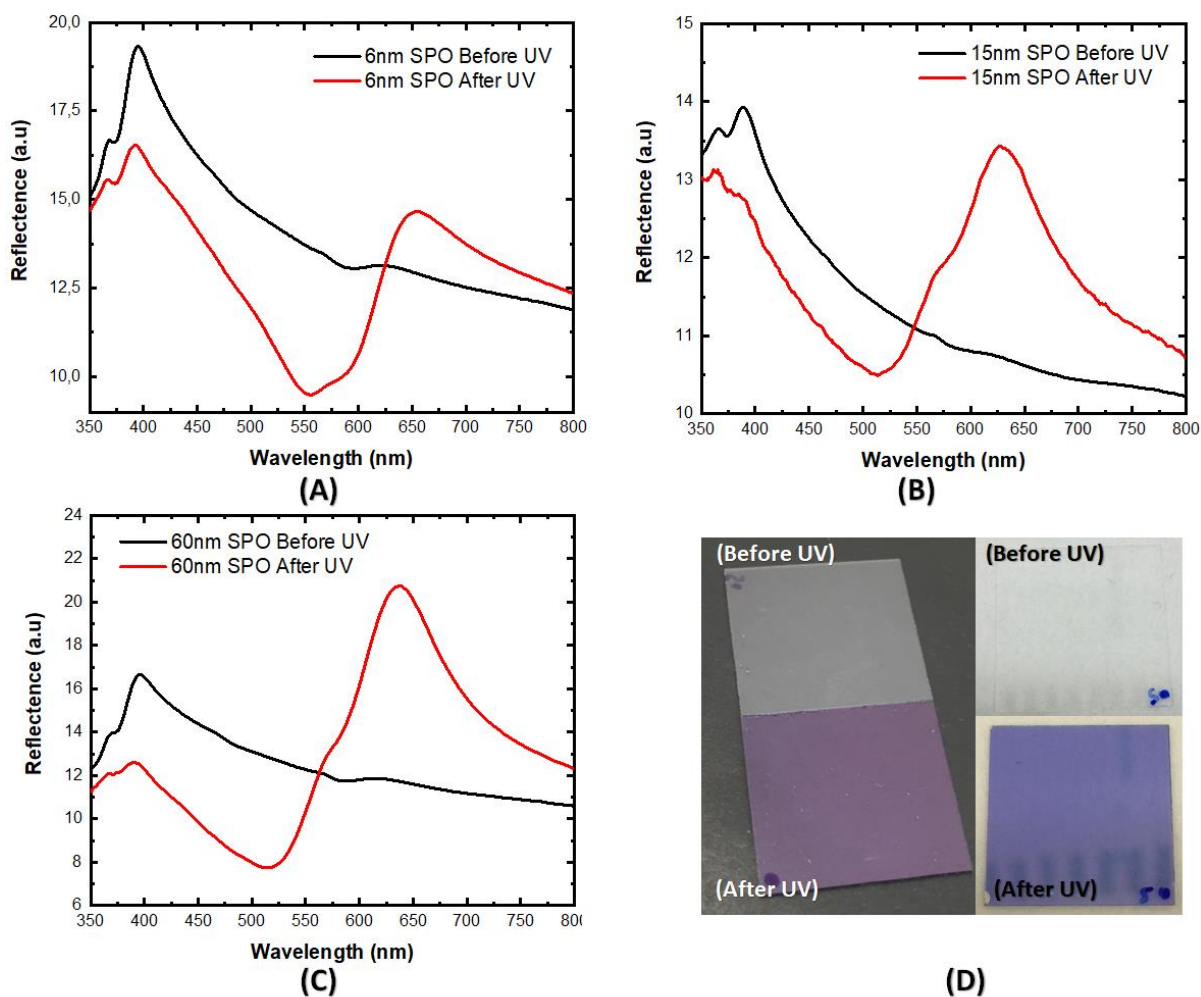 20,0
17,5
15,0
12,5
10,0
Reflectence (a.u)
6nm SPO Before UV
6nm SPO After UV
350 400 450 500 550 600 650 700 750 800
Wavelength (nm)
(A)
15
14
13
12
11
10
Reflectence (a.u)
15nm SPO Before UV
15nm SPO After UV
350 400 450 500 550 600 650 700 750 800
Wavelength (nm)
(B)
24
22
20
18
16
14
12
10
8
6
Reflectence (a.u)
60nm SPO Before UV
60nm SPO After UV
350 400 450 500 550 600 650 700 750 800
Wavelength (nm)
(C)
(Before UV)
(After UV)
(Before UV)
(After UV)
(D)